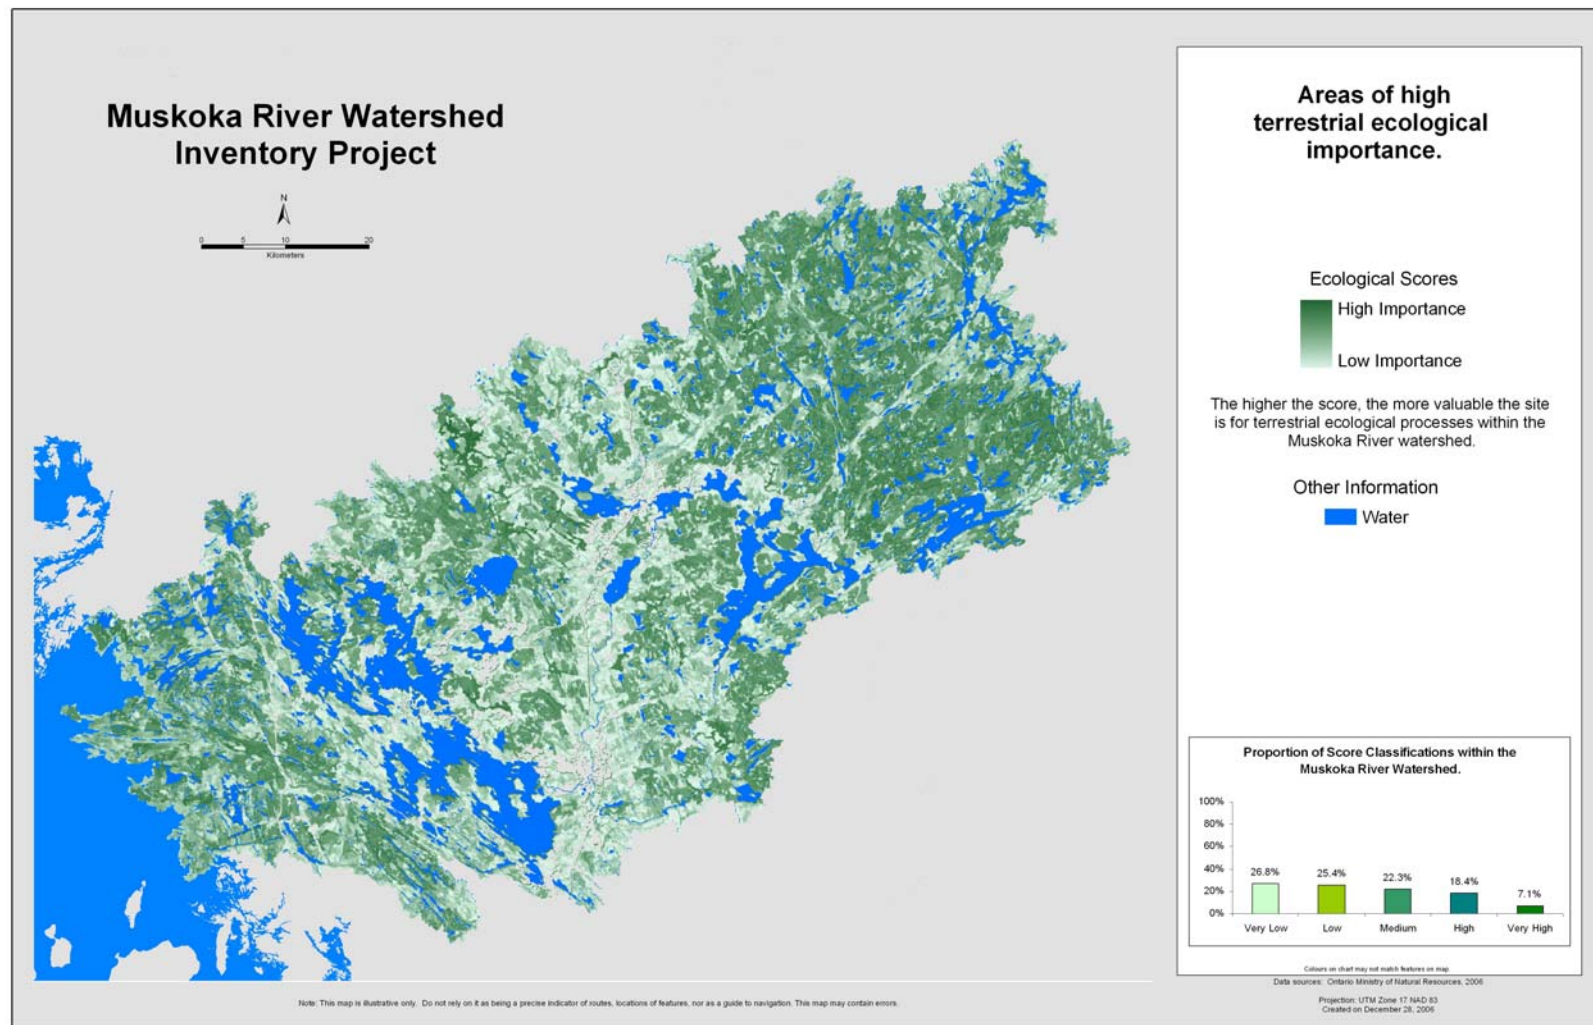 Muskoka River Watershed
Inventory Project
N
0 5 10 20
Kilometers
Areas of high
terrestrial ecological
importance.
Ecological Scores
High Importance
Low Importance
The higher the score, the more valuable the site
is for terrestrial ecological processes within the
Muskoka River watershed.
Other Information
Water
Proportion of Score Classifications within the
Muskoka River Watershed.
100%
80%
60%
40%
20%
0%
26.8%
25.4%
22.3%
18.4%
7.1%
Very Low
Low
Medium
High
Very High
Colours on chart may not match features on map
Data sources: Ontario Ministry of Natural Resources, 2006
Projection: UTM Zone 17 NAD 83
Created on December 28, 2006
Note: This map is illustrative only. Do not rely on it as being a precise indicator of routes, locations of features, nor as a guide to navigation. This map may contain errors.